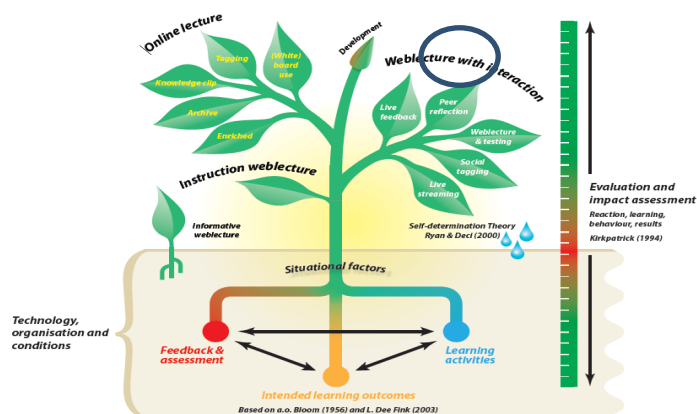 Online lecture
Tagging
(White)
board
use
Knowledge clip
Archive
Enriched
Development
Weblecture with interaction
Live
feedback
Peer
reflection
Weblecture
& testing
Social
tagging
Live
streaming
Instruction weblecture
Informative
weblecture
Self-determination Theory
Ryan & Deci (2000)
Evaluation and
impact assessment
Reaction, learning,
behaviour, results
Kirkpatrick (1994)
Situational factors
Technology,
organisation and
conditions
Feedback &
assessment
Learning
activities
Intended learning outcomes
Based on a.o. Bloom (1956) and L. Dee Fink (2003)